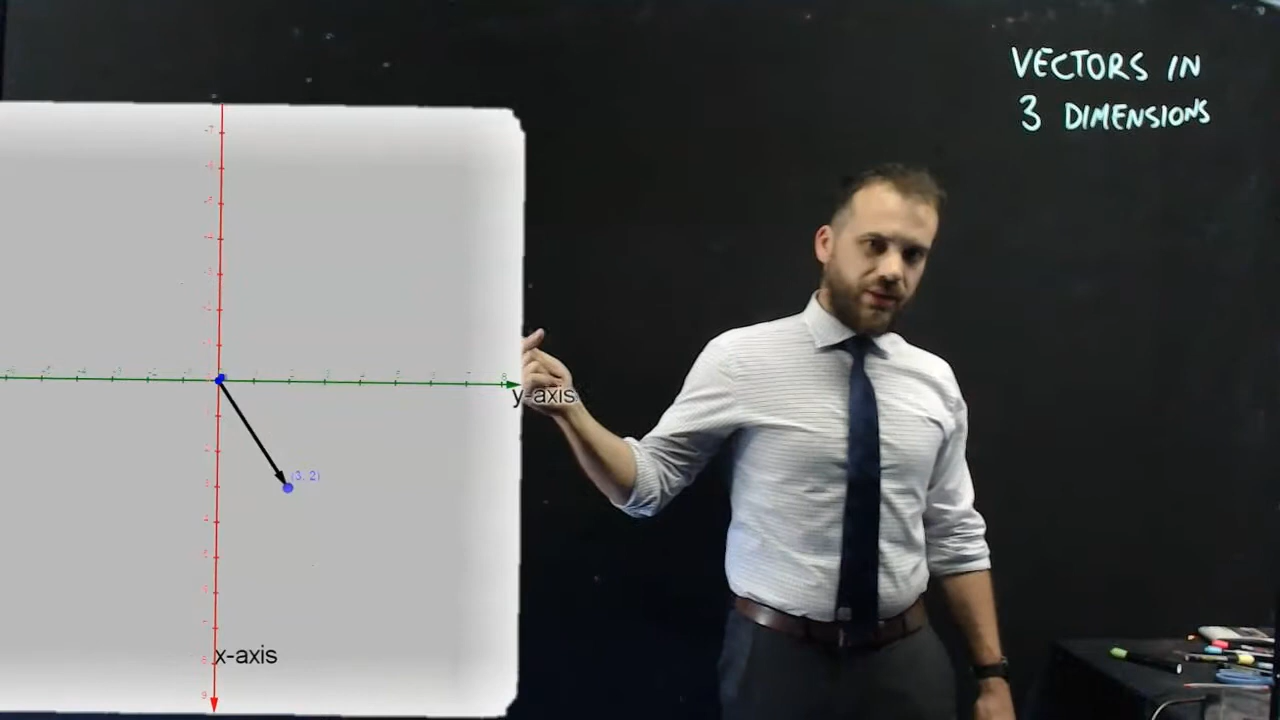 VECTORS IN
3 DIMENSIONS
y-axis
(3, 2)
x-axis